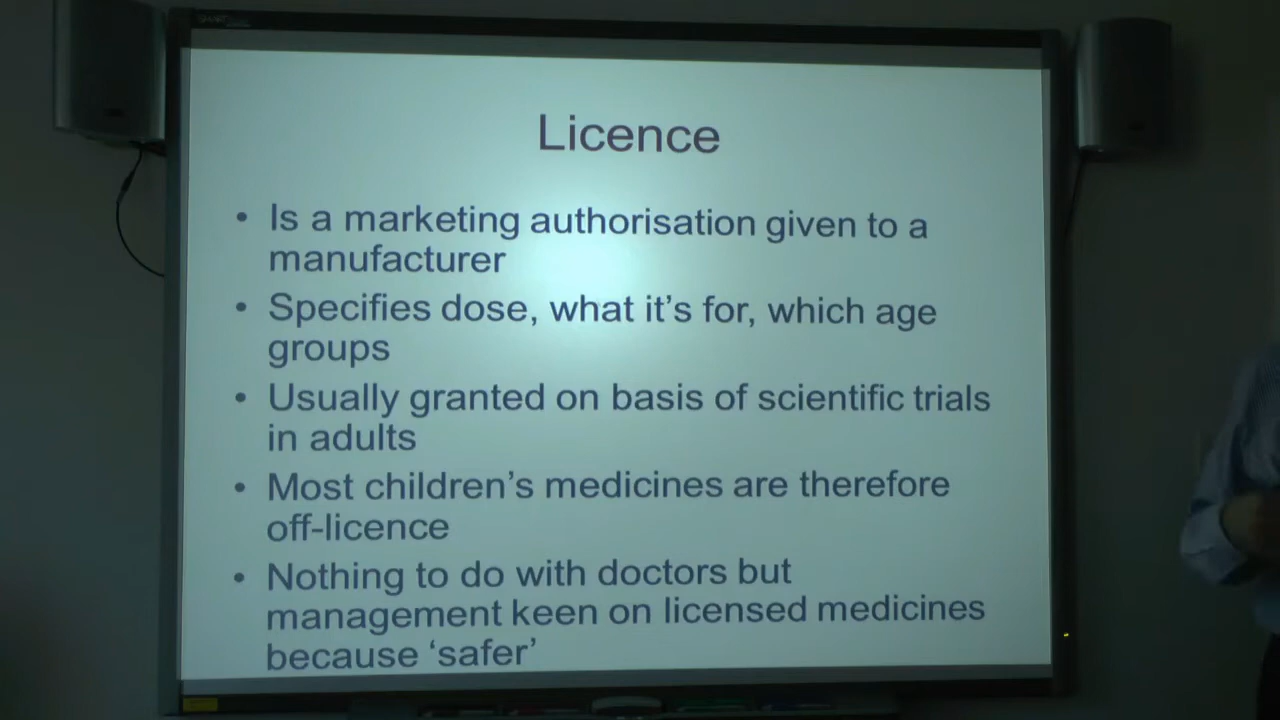 Licence
• Is a marketing authorisation given to a
manufacturer
• Specifies dose, what it's for, which age
groups
• Usually granted on basis of scientific trials
in adults
• Most children's medicines are therefore
off-licence
• Nothing to do with doctors but
management keen on licensed medicines
because ‘safer’